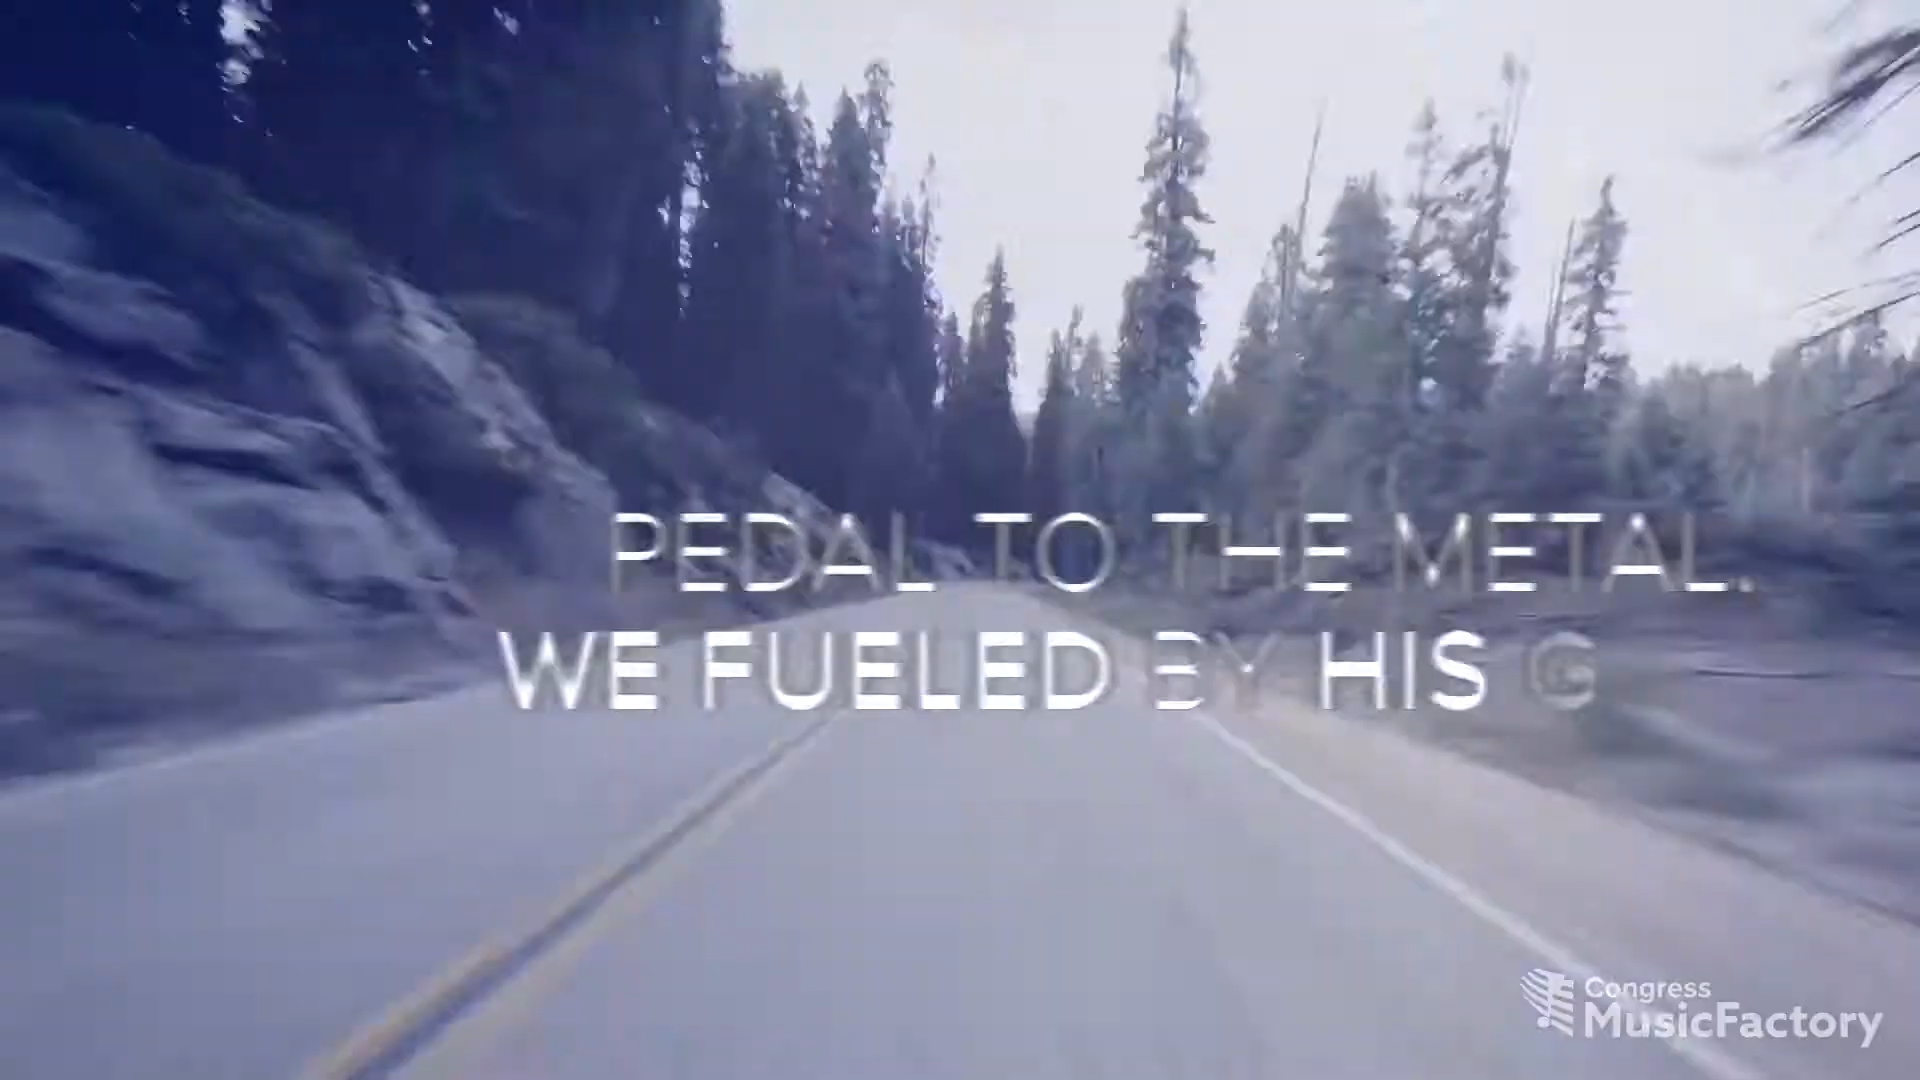 PEDAL TO THE METAL.
WE FUELED BY HIS G
Congress
MusicFactory